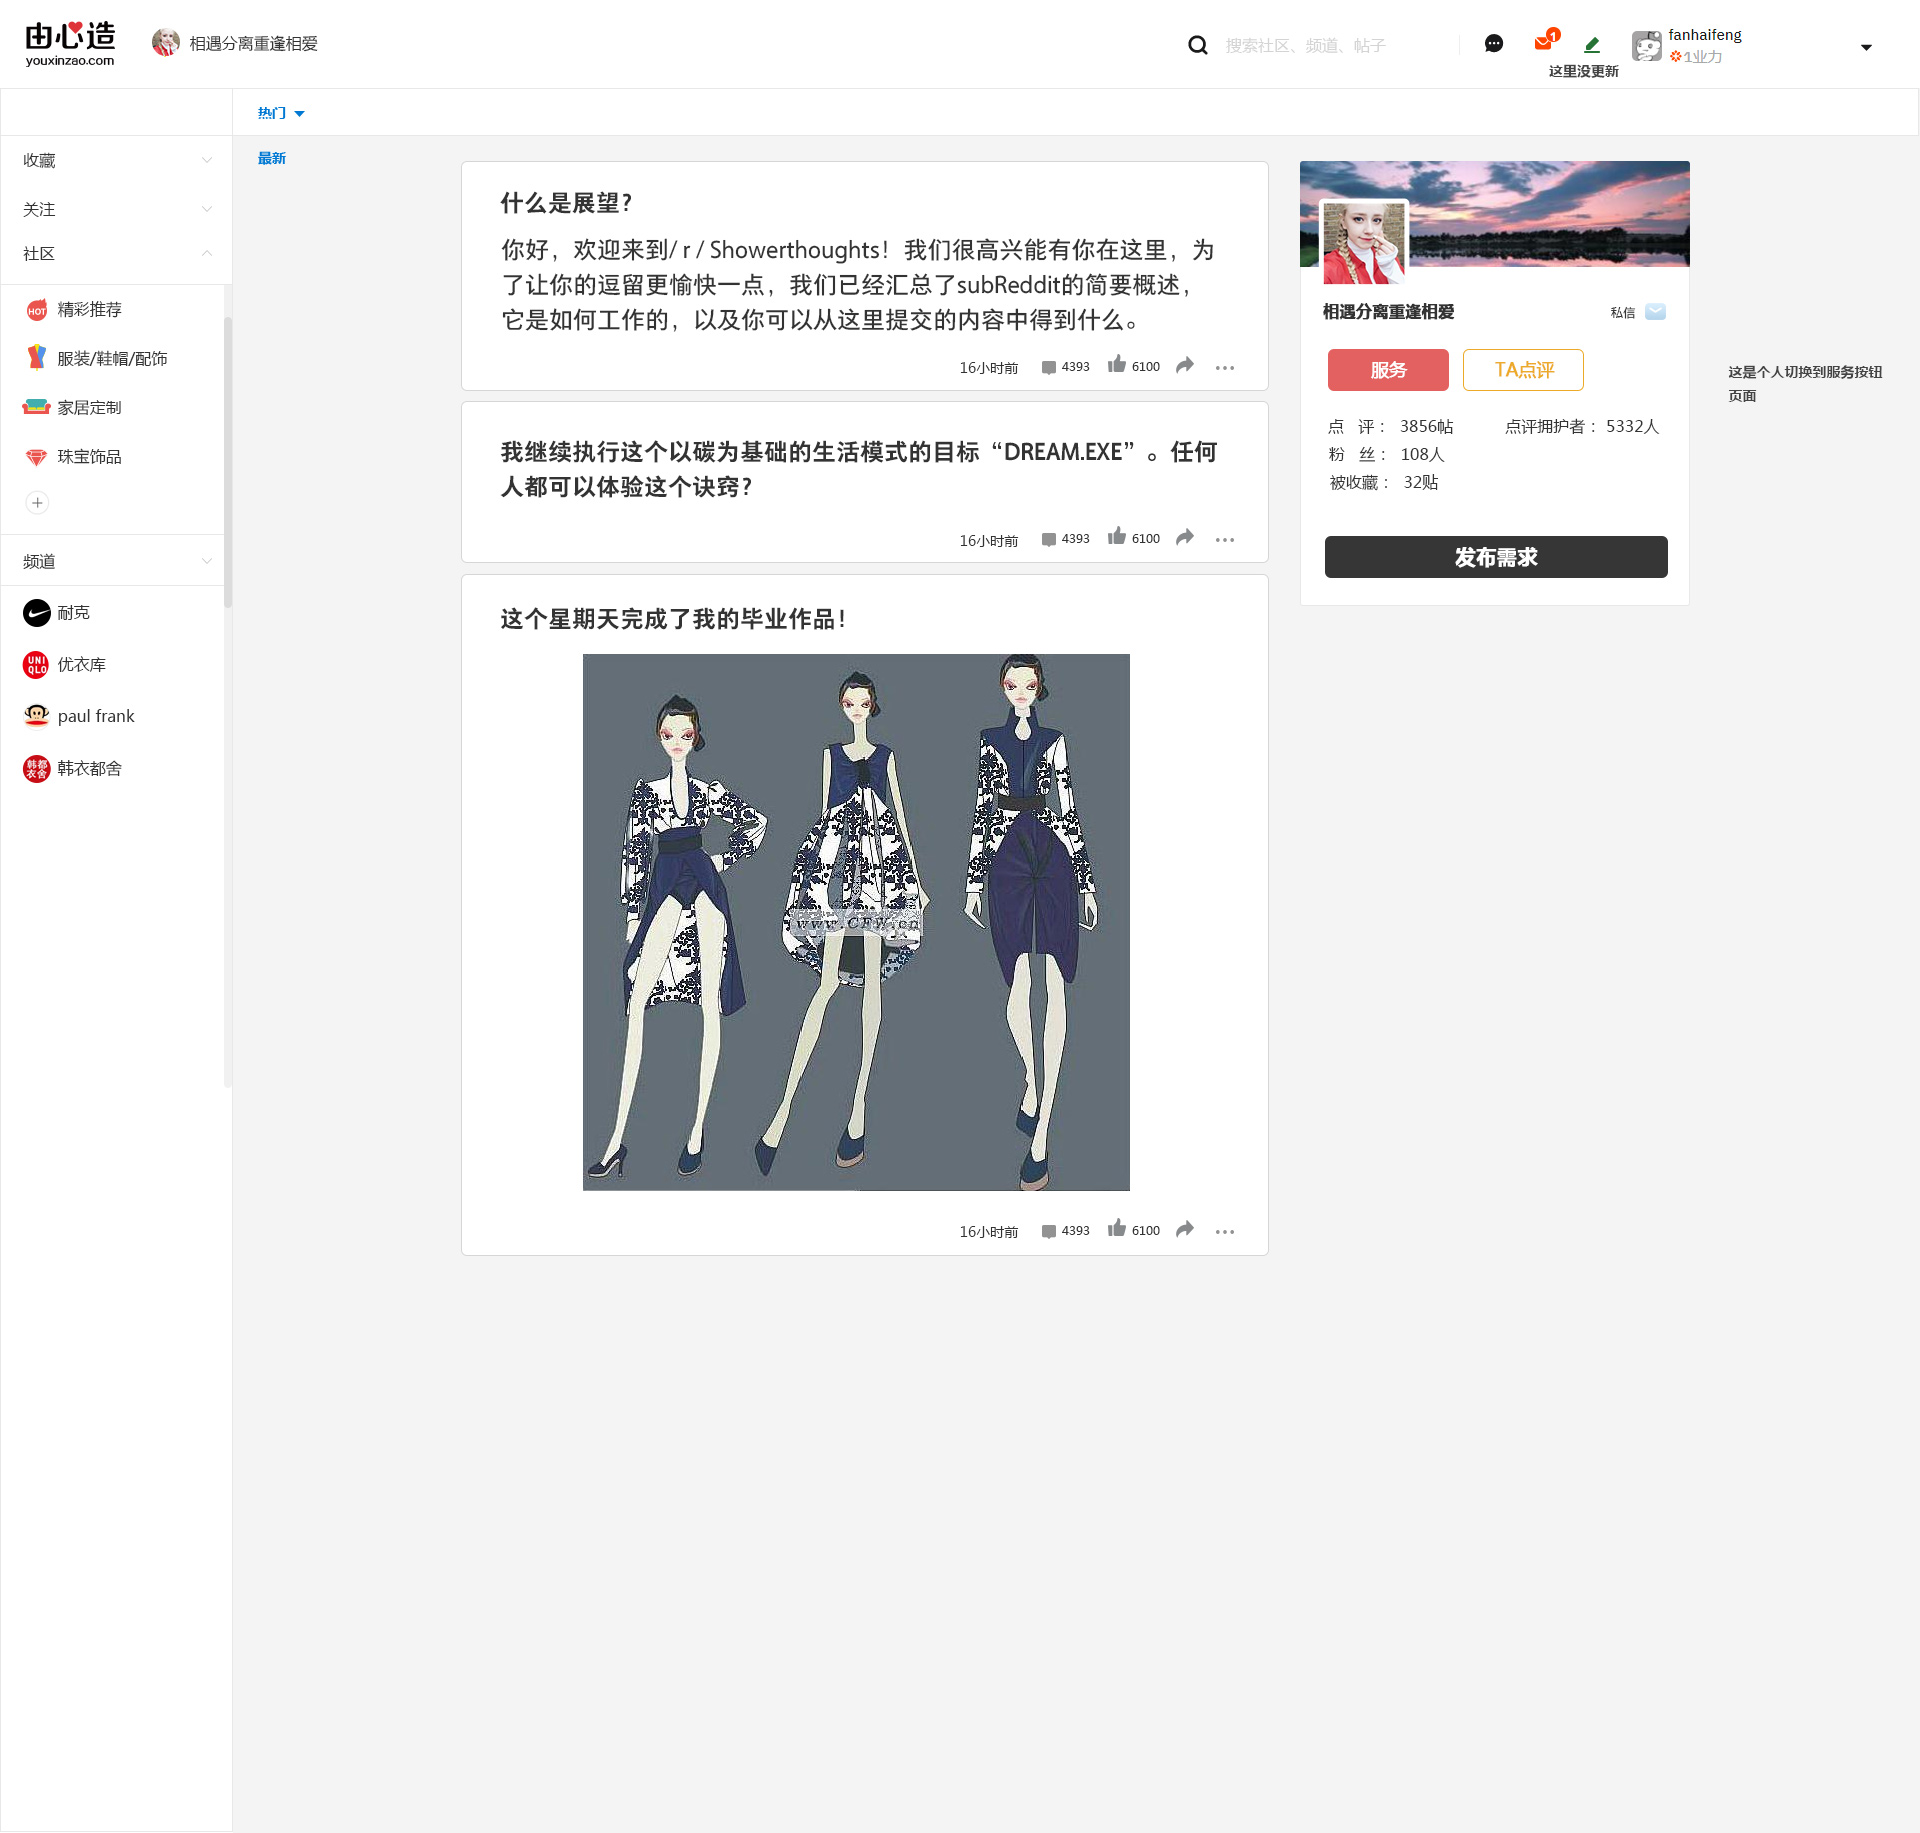 由心造
youxinzao.com
相遇分离重逢相爱
搜索社区、频道、帖子
1
fanhaifeng
1业力
这里没更新
热门
最新
收藏
关注
社区
HOT
精彩推荐
服装/鞋帽/配饰
家居定制
珠宝饰品
频道
耐克
UNI
QLO
优衣库
paul frank
韩都
衣舍
韩衣都舍
什么是展望？
你好，欢迎来到/ r / Showerthoughts！我们很高兴能有你在这里，为
了让你的逗留更愉快一点，我们已经汇总了subReddit的简要概述，
它是如何工作的，以及你可以从这里提交的内容中得到什么。
16小时前 4393 6100
我继续执行这个以碳为基础的生活模式的目标“DREAM.EXE”。任何
人都可以体验这个诀窍？
16小时前 4393 6100
这个星期天完成了我的毕业作品！
www.CFW.cn
16小时前 4393 6100
相遇分离重逢相爱
私信
服务
TA点评
点 评： 3856帖 点评拥护者：5332人
粉 丝： 108人
被收藏： 32贴
发布需求
这是个人切换到服务按钮
页面